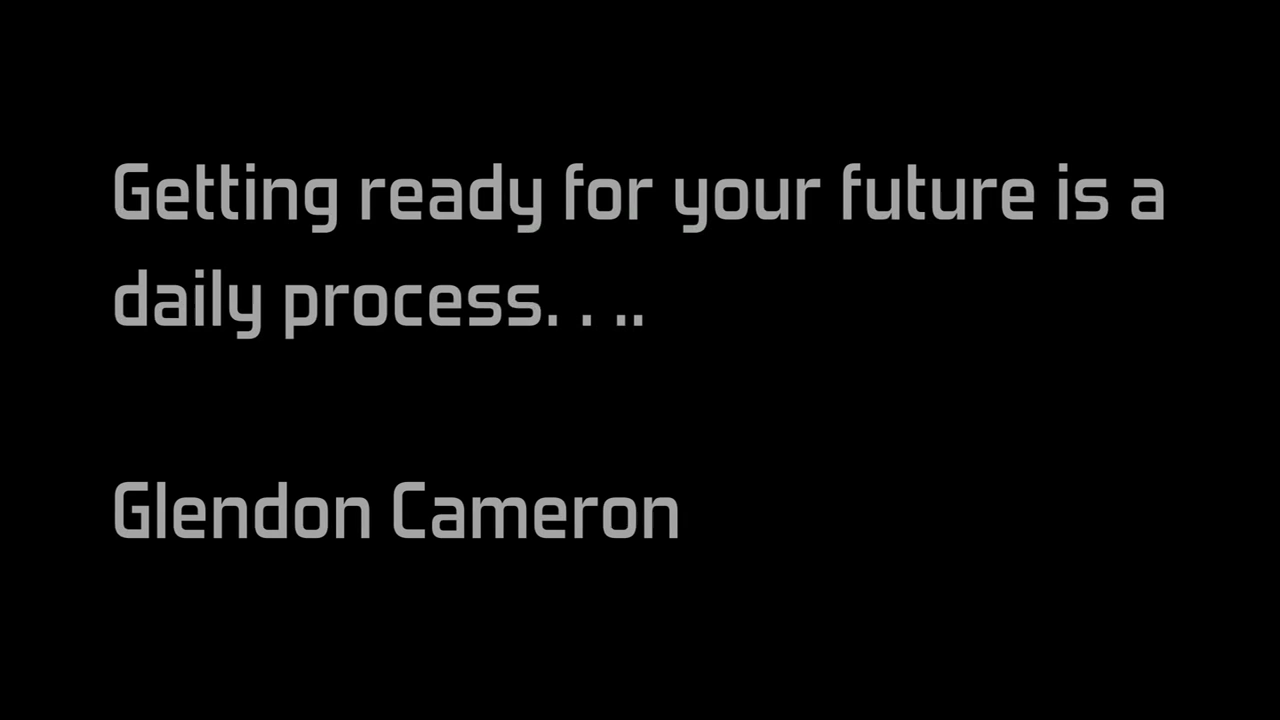 Getting ready for your future is a
daily process. . ..
Glendon Cameron